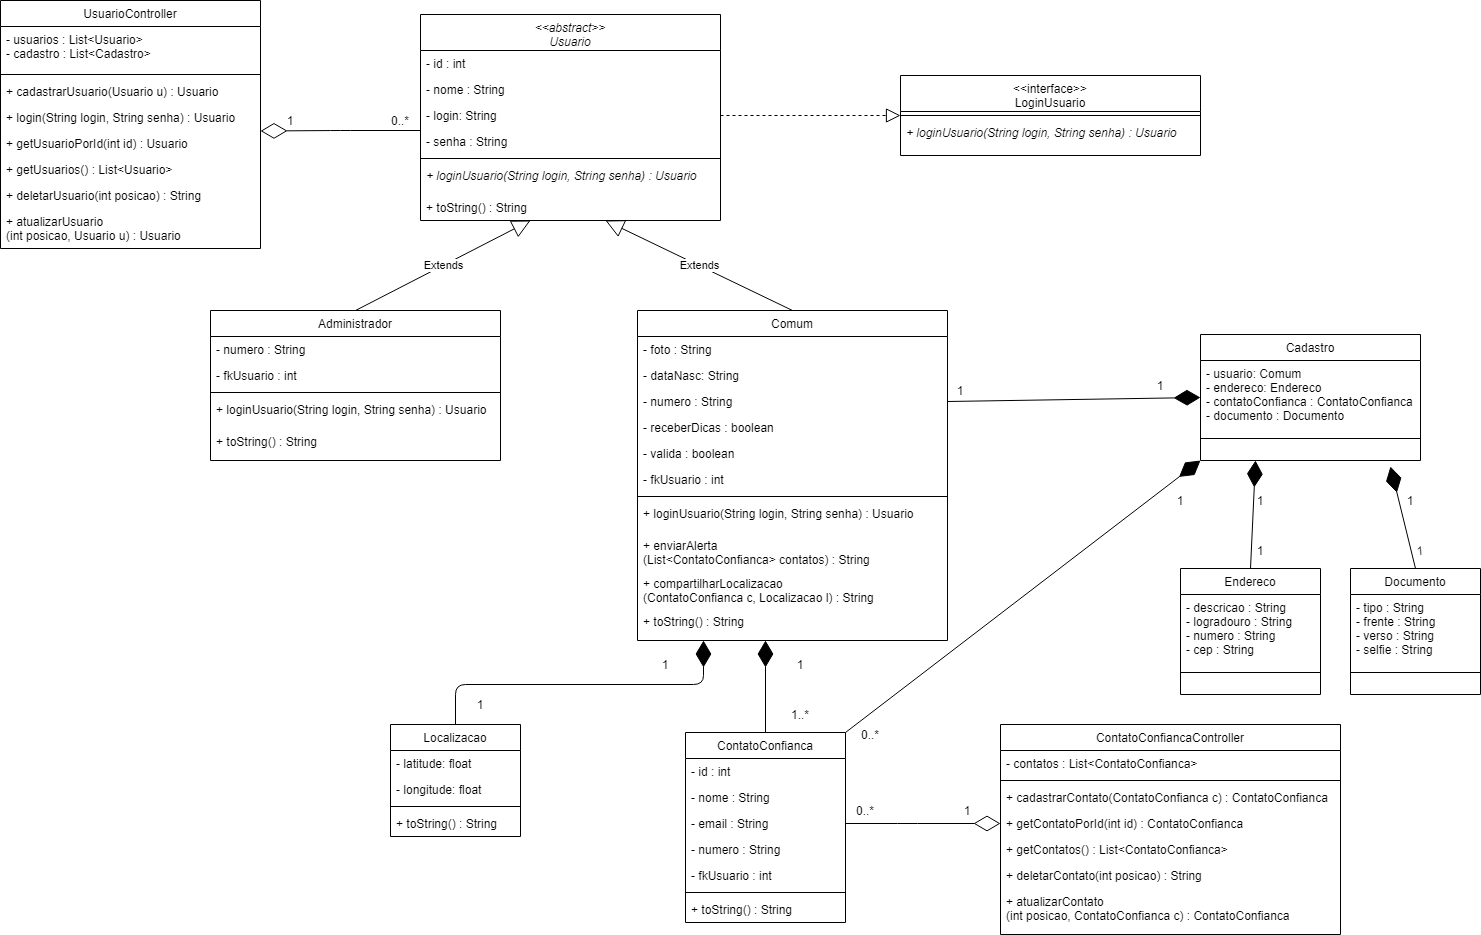 UsuarioController
- usuarios : List<Usuario>
- cadastro : List<Cadastro>
+ cadastrarUsuario(Usuario u) : Usuario
+ login(String login, String senha) : Usuario
+ getUsuarioPorId(int id) : Usuario
+ getUsuarios() : List<Usuario>
+ deletarUsuario(int posicao) : String
+ atualizarUsuario
(int posicao, Usuario u) : Usuario
1
0..*
<<abstract>>
Usuario
- id : int
- nome : String
- login: String
- senha : String
+ loginUsuario(String login, String senha) : Usuario
+ toString() : String
<<interface>>
LoginUsuario
+ loginUsuario(String login, String senha) : Usuario
Extends
Extends
Administrador
- numero : String
- fkUsuario : int
+ loginUsuario(String login, String senha) : Usuario
+ toString() : String
Comum
- foto : String
- dataNasc: String
- numero : String
- receberDicas : boolean
- valida : boolean
- fkUsuario : int
+ loginUsuario(String login, String senha) : Usuario
+ enviarAlerta
(List<ContatoConfianca> contatos) : String
+ compartilharLocalizacao
(ContatoConfianca c, Localizacao l) : String
+ toString() : String
1
1
Cadastro
- usuario: Comum
- endereco: Endereco
- contatoConfianca : ContatoConfianca
- documento : Documento
1
1
1
1
1
Endereco
- descricao : String
- logradouro : String
- numero : String
- cep : String
Documento
- tipo : String
- frente : String
- verso : String
- selfie : String
1
1
1
1..*
0..*
Localizacao
- latitude: float
- longitude: float
+ toString() : String
ContatoConfianca
- id : int
- nome : String
- email : String
- numero : String
- fkUsuario : int
+ toString() : String
0..*
1
ContatoConfiancaController
- contatos : List<ContatoConfianca>
+ cadastrarContato(ContatoConfianca c) : ContatoConfianca
+ getContatoPorId(int id) : ContatoConfianca
+ getContatos() : List<ContatoConfianca>
+ deletarContato(int posicao) : String
+ atualizarContato
(int posicao, ContatoConfianca c) : ContatoConfianca